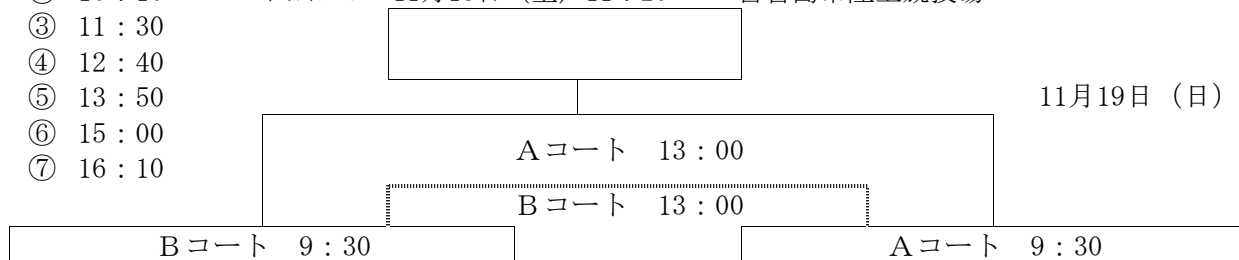 ③ 11：30
④ 12：40
⑤ 13：50
11月19日（日）
⑥ 15：00
Ａコート　13：00
⑦ 16：10
Ｂコート　13：00
Ｂコート　9：30
Ａコート　9：30